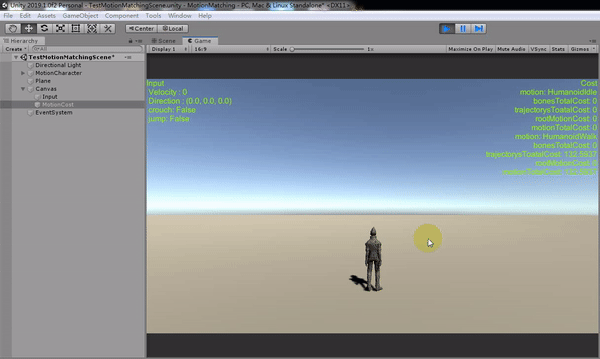 Unity 2019.1.0f2 Personal - TestMotionMatchingScene.unity - MotionMatching - PC, Mac & Linux Standalone* <DX11>
File Edit Assets GameObject Component Tools Window Help
Center Local
Hierarchy Scene Game
Create All Display 1 16:9 Scale 1x Maximize On Play Mute Audio VSync Stats Gizmos
TestMotionMatchingScene*
Directional Light
MotionCharacter
Plane
Canvas
Input
MotionCost
EventSystem
Input
Velocity : 0
Direction : (0.0, 0.0, 0.0)
crouch: False
jump: False
Cost
motion: HumanoidIdle
bonesTotalCost: 0
trajectorysToatalCost: 0
rootMotionCost: 0
motionTotalCost: 0
motion: HumanoidWalk
bonesTotalCost: 0
trajectorysToatalCost: 132.5937
rootMotionCost: 0
motionTotalCost: 132.5937